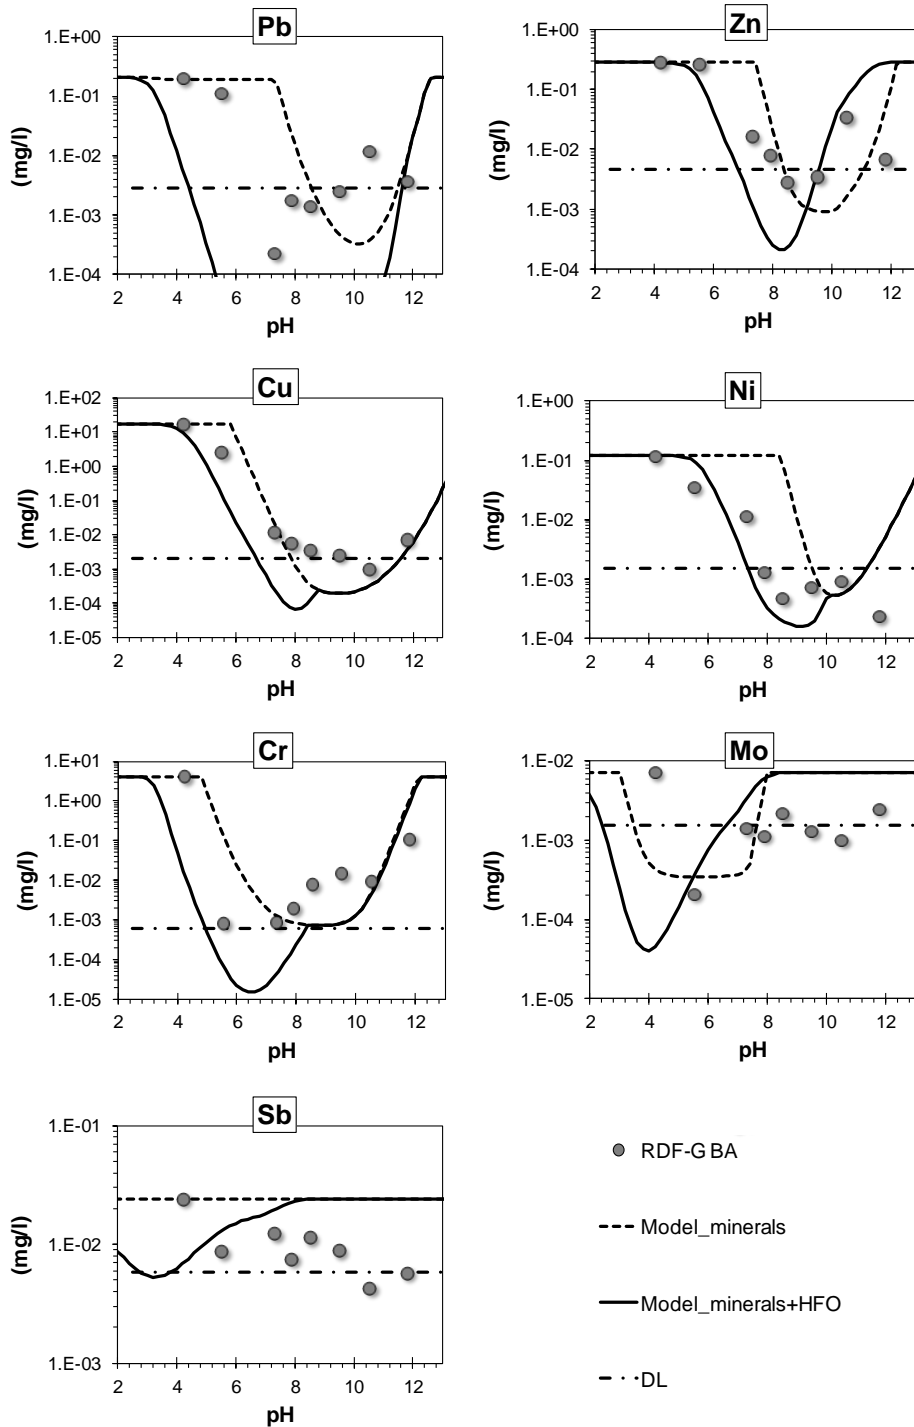 Pb
1.E+00
1.E-01
1.E-02
1.E-03
1.E-04
(mg/l)
2 4 6 8 10 12
pH
Zn
1.E+00
1.E-01
1.E-02
1.E-03
1.E-04
(mg/l)
2 4 6 8 10 12
pH
Cu
1.E+02
1.E+01
1.E+00
1.E-01
1.E-02
1.E-03
1.E-04
1.E-05
(mg/l)
2 4 6 8 10 12
pH
Ni
1.E+00
1.E-01
1.E-02
1.E-03
1.E-04
(mg/l)
2 4 6 8 10 12
pH
Cr
1.E+01
1.E+00
1.E-01
1.E-02
1.E-03
1.E-04
1.E-05
(mg/l)
2 4 6 8 10 12
pH
Mo
1.E-02
1.E-03
1.E-04
1.E-05
(mg/l)
2 4 6 8 10 12
pH
Sb
1.E-01
1.E-02
1.E-03
(mg/l)
2 4 6 8 10 12
pH
RDF-G BA
Model_minerals
Model_minerals+HFO
DL